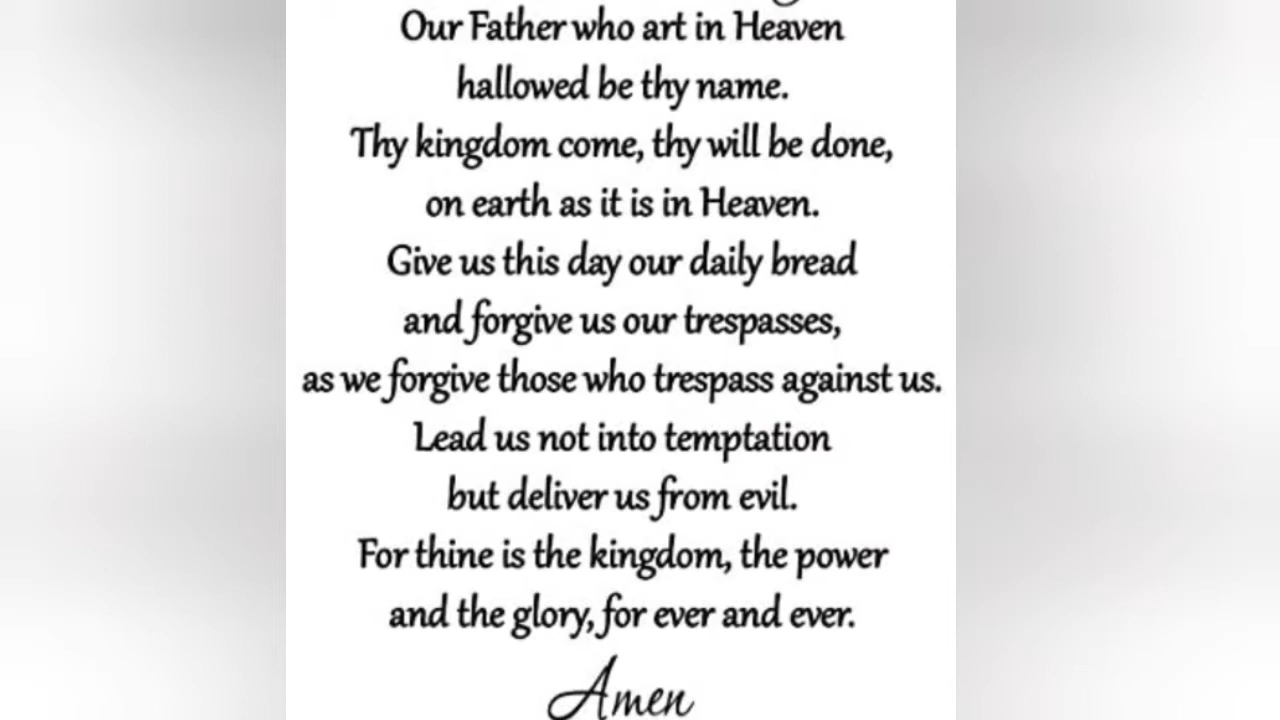 Our Father who art in Heaven
hallowed be thy name.
Thy kingdom come, thy will be done,
on earth as it is in Heaven.
Give us this day our daily bread
and forgive us our trespasses,
as we forgive those who trespass against us.
Lead us not into temptation
but deliver us from evil.
For thine is the kingdom, the power
and the glory, for ever and ever.
Amen